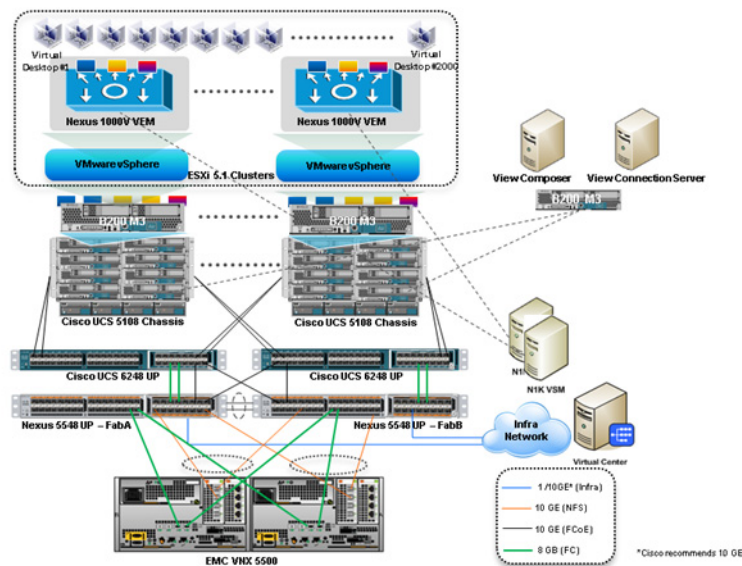 Virtual
Desktop #1
Virtual
Desktop #2000
Nexus 1000V VEM
Nexus 1000V VEM
VMware vSphere
VMware vSphere
ESXi 5.1 Clusters
View Composer
View Connection Server
B200 M3
B200 M3
Cisco UCS 5108 Chassis
Cisco UCS 5108 Chassis
Cisco UCS 6248 UP
Cisco UCS 6248 UP
N1K VSM
Nexus 5548 UP – FabA
Nexus 5548 UP – FabB
Infra
Network
Virtual Center
1/10GE* (Infra)
10 GE (NFS)
10 GE (FCoE)
8 GB (FC)
*Cisco recommends 10 GE
EMC VNX 5500